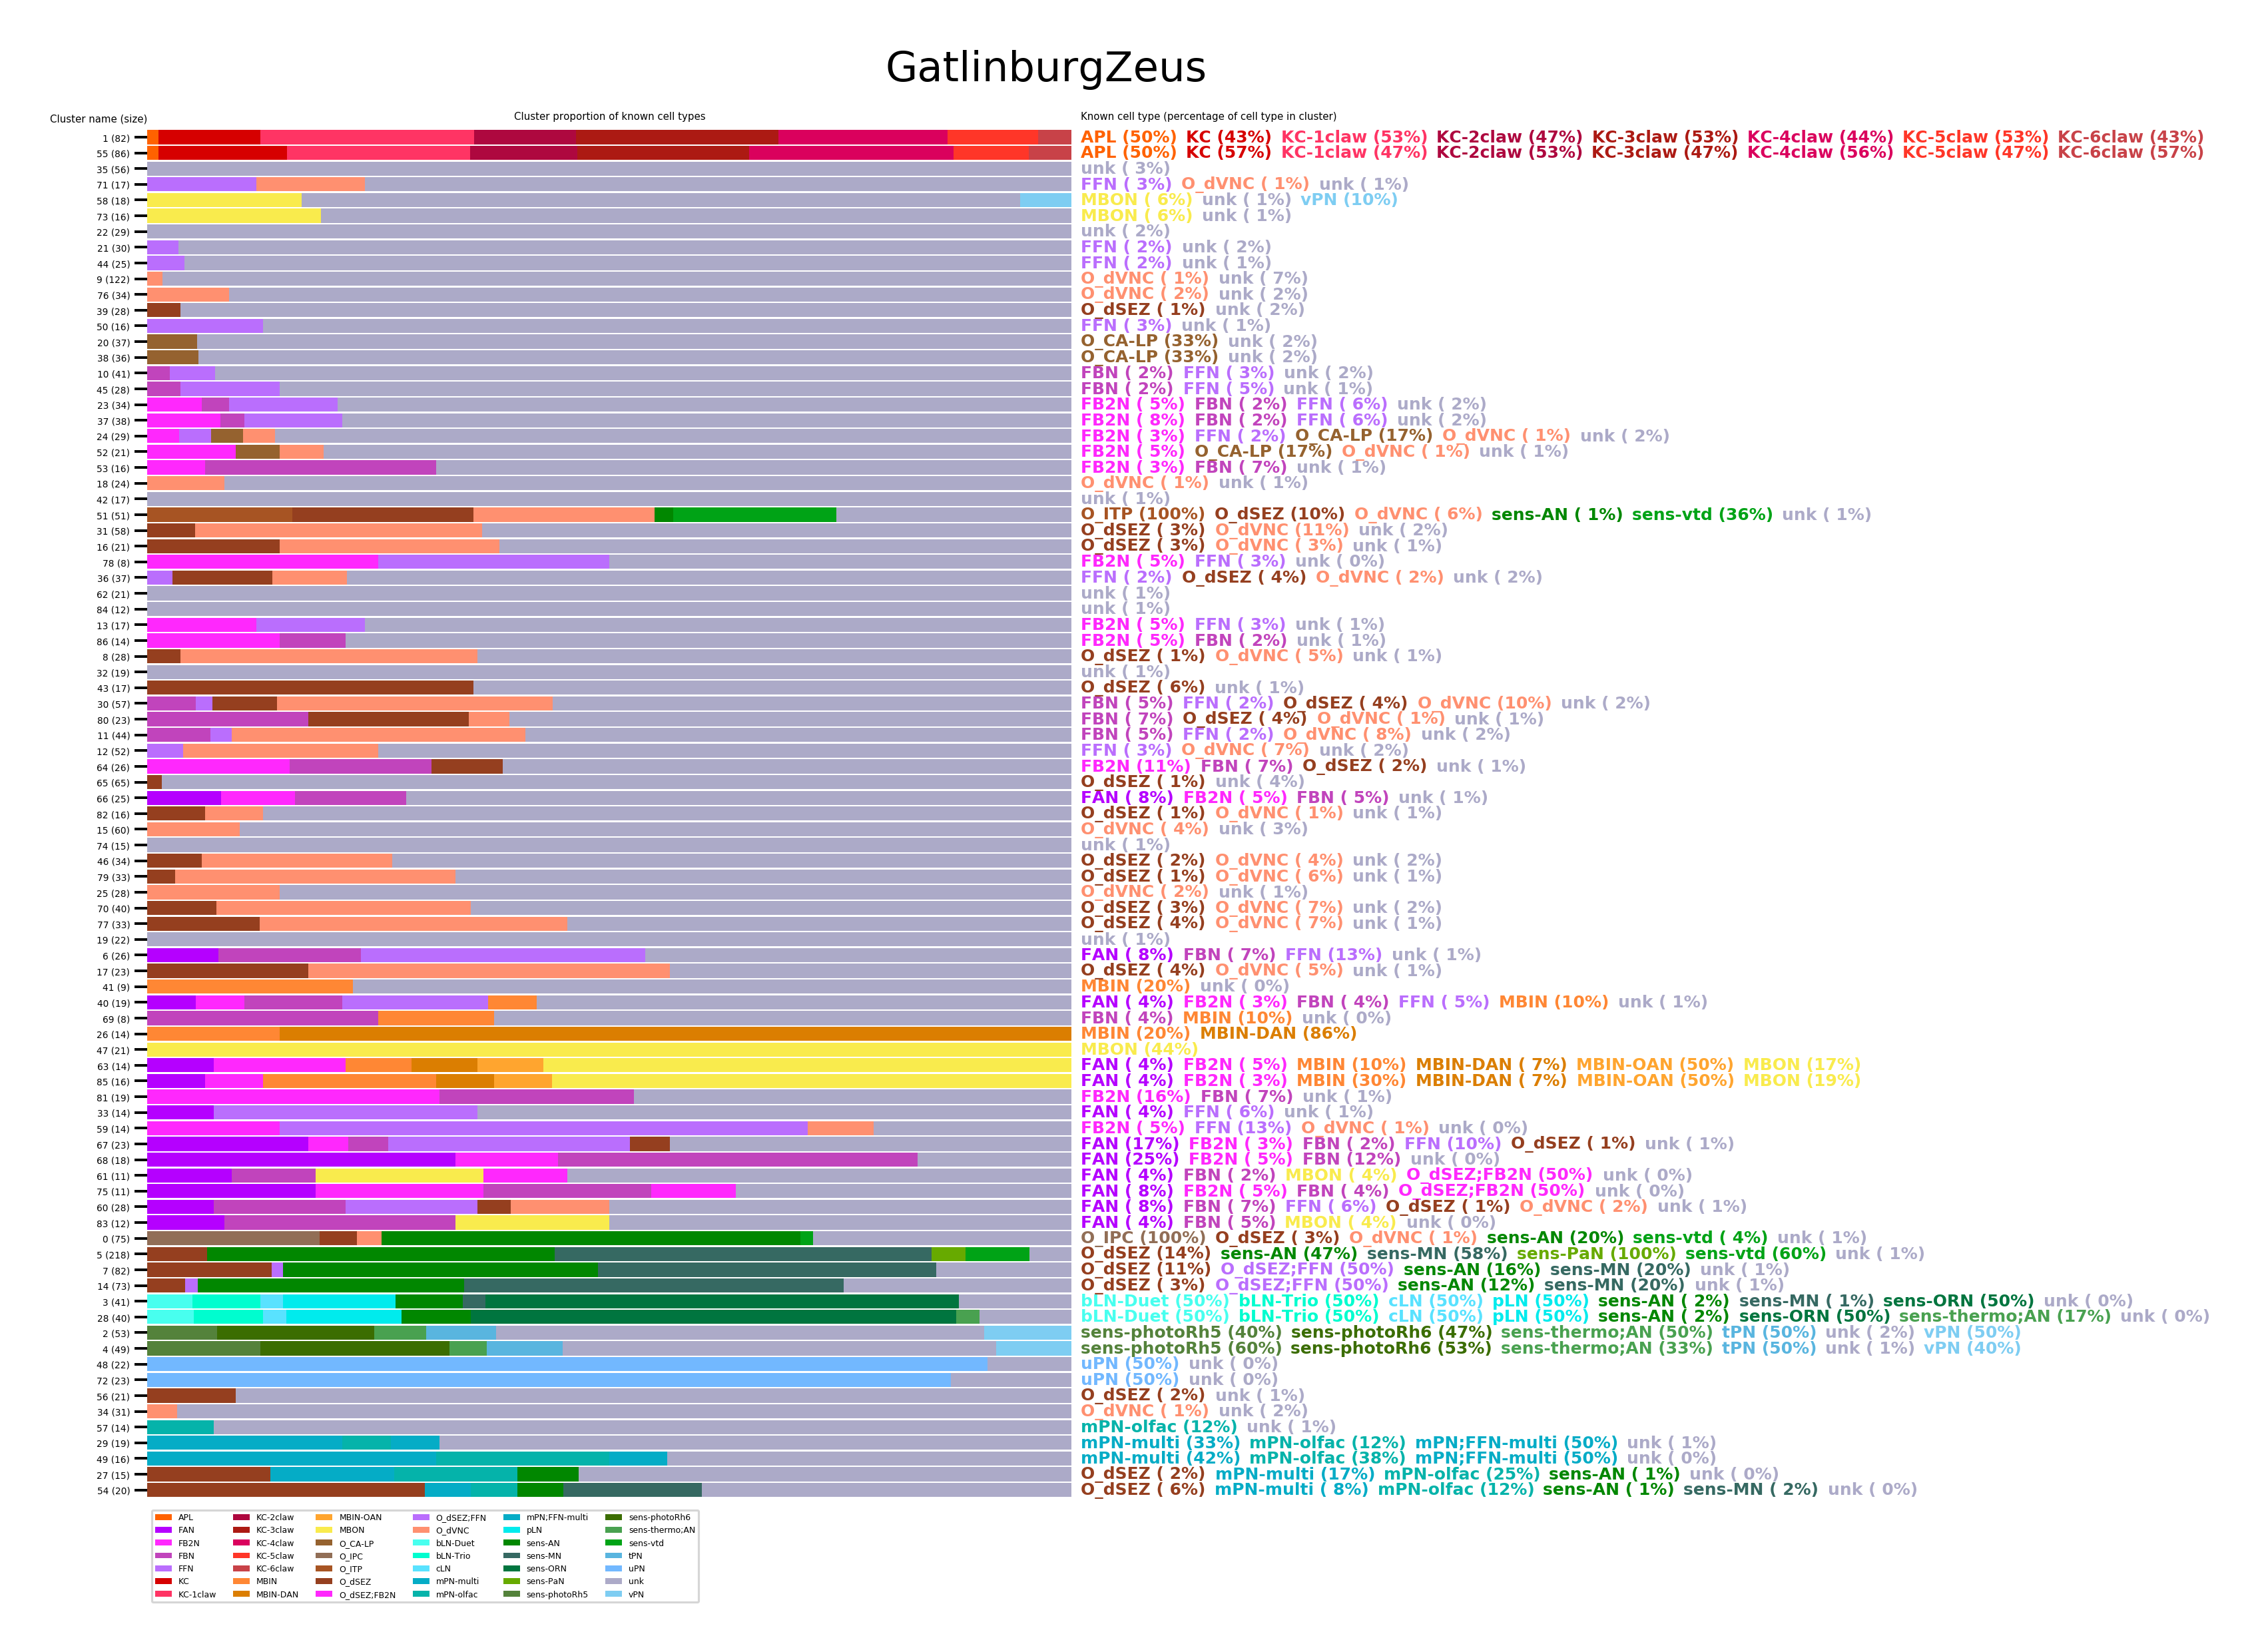 GatlinburgZeus
Cluster name (size) Cluster proportion of known cell types Known cell type (percentage of cell type in cluster)
1 (82) APL (50%) KC (43%) KC-1claw (53%) KC-2claw (47%) KC-3claw (53%) KC-4claw (44%) KC-5claw (53%) KC-6claw (43%)
55 (86) APL (50%) KC (57%) KC-1claw (47%) KC-2claw (53%) KC-3claw (47%) KC-4claw (56%) KC-5claw (47%) KC-6claw (57%)
35 (56) unk ( 3%)
71 (17) FFN ( 3%) O_dVNC ( 1%) unk ( 1%)
58 (18) MBON ( 6%) unk ( 1%) vPN (10%)
73 (16) MBON ( 6%) unk ( 1%)
22 (29) unk ( 2%)
21 (30) FFN ( 2%) unk ( 2%)
44 (25) FFN ( 2%) unk ( 1%)
9 (122) O_dVNC ( 1%) unk ( 7%)
76 (34) O_dVNC ( 2%) unk ( 2%)
39 (28) O_dSEZ ( 1%) unk ( 2%)
50 (16) FFN ( 3%) unk ( 1%)
20 (37) O_CA-LP (33%) unk ( 2%)
38 (36) O_CA-LP (33%) unk ( 2%)
10 (41) FBN ( 2%) FFN ( 3%) unk ( 2%)
45 (28) FBN ( 2%) FFN ( 5%) unk ( 1%)
23 (34) FB2N ( 5%) FBN ( 2%) FFN ( 6%) unk ( 2%)
37 (38) FB2N ( 8%) FBN ( 2%) FFN ( 6%) unk ( 2%)
24 (29) FB2N ( 3%) FFN ( 2%) O_CA-LP (17%) O_dVNC ( 1%) unk ( 2%)
52 (21) FB2N ( 5%) O_CA-LP (17%) O_dVNC ( 1%) unk ( 1%)
53 (16) FB2N ( 3%) FBN ( 7%) unk ( 1%)
18 (24) O_dVNC ( 1%) unk ( 1%)
42 (17) unk ( 1%)
51 (51) O_ITP (100%) O_dSEZ (10%) O_dVNC ( 6%) sens-AN ( 1%) sens-vtd (36%) unk ( 1%)
31 (58) O_dSEZ ( 3%) O_dVNC (11%) unk ( 2%)
16 (21) O_dSEZ ( 3%) O_dVNC ( 3%) unk ( 1%)
78 (8) FB2N ( 5%) FFN ( 3%) unk ( 0%)
36 (37) FFN ( 2%) O_dSEZ ( 4%) O_dVNC ( 2%) unk ( 2%)
62 (21) unk ( 1%)
84 (12) unk ( 1%)
13 (17) FB2N ( 5%) FFN ( 3%) unk ( 1%)
86 (14) FB2N ( 5%) FBN ( 2%) unk ( 1%)
8 (28) O_dSEZ ( 1%) O_dVNC ( 5%) unk ( 1%)
32 (19) unk ( 1%)
43 (17) O_dSEZ ( 6%) unk ( 1%)
30 (57) FBN ( 5%) FFN ( 2%) O_dSEZ ( 4%) O_dVNC (10%) unk ( 2%)
80 (23) FBN ( 7%) O_dSEZ ( 4%) O_dVNC ( 1%) unk ( 1%)
11 (44) FBN ( 5%) FFN ( 2%) O_dVNC ( 8%) unk ( 2%)
12 (52) FFN ( 3%) O_dVNC ( 7%) unk ( 2%)
64 (26) FB2N (11%) FBN ( 7%) O_dSEZ ( 2%) unk ( 1%)
65 (65) O_dSEZ ( 1%) unk ( 4%)
66 (25) FAN ( 8%) FB2N ( 5%) FBN ( 5%) unk ( 1%)
82 (16) O_dSEZ ( 1%) O_dVNC ( 1%) unk ( 1%)
15 (60) O_dVNC ( 4%) unk ( 3%)
74 (15) unk ( 1%)
46 (34) O_dSEZ ( 2%) O_dVNC ( 4%) unk ( 2%)
79 (33) O_dSEZ ( 1%) O_dVNC ( 6%) unk ( 1%)
25 (28) O_dVNC ( 2%) unk ( 1%)
70 (40) O_dSEZ ( 3%) O_dVNC ( 7%) unk ( 2%)
77 (33) O_dSEZ ( 4%) O_dVNC ( 7%) unk ( 1%)
19 (22) unk ( 1%)
6 (26) FAN ( 8%) FBN ( 7%) FFN (13%) unk ( 1%)
17 (23) O_dSEZ ( 4%) O_dVNC ( 5%) unk ( 1%)
41 (9) MBIN (20%) unk ( 0%)
40 (19) FAN ( 4%) FB2N ( 3%) FBN ( 4%) FFN ( 5%) MBIN (10%) unk ( 1%)
69 (8) FBN ( 4%) MBIN (10%) unk ( 0%)
26 (14) MBIN (20%) MBIN-DAN (86%)
47 (21) MBON (44%)
63 (14) FAN ( 4%) FB2N ( 5%) MBIN (10%) MBIN-DAN ( 7%) MBIN-OAN (50%) MBON (17%)
85 (16) FAN ( 4%) FB2N ( 3%) MBIN (30%) MBIN-DAN ( 7%) MBIN-OAN (50%) MBON (19%)
81 (19) FB2N (16%) FBN ( 7%) unk ( 1%)
33 (14) FAN ( 4%) FFN ( 6%) unk ( 1%)
59 (14) FB2N ( 5%) FFN (13%) O_dVNC ( 1%) unk ( 0%)
67 (23) FAN (17%) FB2N ( 3%) FBN ( 2%) FFN (10%) O_dSEZ ( 1%) unk ( 1%)
68 (18) FAN (25%) FB2N ( 5%) FBN (12%) unk ( 0%)
61 (11) FAN ( 4%) FBN ( 2%) MBON ( 4%) O_dSEZ;FB2N (50%) unk ( 0%)
75 (11) FAN ( 8%) FB2N ( 5%) FBN ( 4%) O_dSEZ;FB2N (50%) unk ( 0%)
60 (28) FAN ( 8%) FBN ( 7%) FFN ( 6%) O_dSEZ ( 1%) O_dVNC ( 2%) unk ( 1%)
83 (12) FAN ( 4%) FBN ( 5%) MBON ( 4%) unk ( 0%)
0 (75) O_IPC (100%) O_dSEZ ( 3%) O_dVNC ( 1%) sens-AN (20%) sens-vtd ( 4%) unk ( 1%)
5 (218) O_dSEZ (14%) sens-AN (47%) sens-MN (58%) sens-PaN (100%) sens-vtd (60%) unk ( 1%)
7 (82) O_dSEZ (11%) O_dSEZ;FFN (50%) sens-AN (16%) sens-MN (20%) unk ( 1%)
14 (73) O_dSEZ ( 3%) O_dSEZ;FFN (50%) sens-AN (12%) sens-MN (20%) unk ( 1%)
3 (41) bLN-Duet (50%) bLN-Trio (50%) cLN (50%) pLN (50%) sens-AN ( 2%) sens-MN ( 1%) sens-ORN (50%) unk ( 0%)
28 (40) bLN-Duet (50%) bLN-Trio (50%) cLN (50%) pLN (50%) sens-AN ( 2%) sens-ORN (50%) sens-thermo;AN (17%) unk ( 0%)
2 (53) sens-photoRh5 (40%) sens-photoRh6 (47%) sens-thermo;AN (50%) tPN (50%) unk ( 2%) vPN (50%)
4 (49) sens-photoRh5 (60%) sens-photoRh6 (53%) sens-thermo;AN (33%) tPN (50%) unk ( 1%) vPN (40%)
48 (22) uPN (50%) unk ( 0%)
72 (23) uPN (50%) unk ( 0%)
56 (21) O_dSEZ ( 2%) unk ( 1%)
34 (31) O_dVNC ( 1%) unk ( 2%)
57 (14) mPN-olfac (12%) unk ( 1%)
29 (19) mPN-multi (33%) mPN-olfac (12%) mPN;FFN-multi (50%) unk ( 1%)
49 (16) mPN-multi (42%) mPN-olfac (38%) mPN;FFN-multi (50%) unk ( 0%)
27 (15) O_dSEZ ( 2%) mPN-multi (17%) mPN-olfac (25%) sens-AN ( 1%) unk ( 0%)
54 (20) O_dSEZ ( 6%) mPN-multi ( 8%) mPN-olfac (12%) sens-AN ( 1%) sens-MN ( 2%) unk ( 0%)
APL KC-2claw MBIN-OAN O_dSEZ;FFN mPN;FFN-multi sens-photoRh6
FAN KC-3claw MBON O_dVNC pLN sens-thermo;AN
FB2N KC-4claw O_CA-LP bLN-Duet sens-AN sens-vtd
FBN KC-5claw O_IPC bLN-Trio sens-MN tPN
FFN KC-6claw O_ITP cLN sens-ORN uPN
KC MBIN O_dSEZ mPN-multi sens-PaN unk
KC-1claw MBIN-DAN O_dSEZ;FB2N mPN-olfac sens-photoRh5 vPN